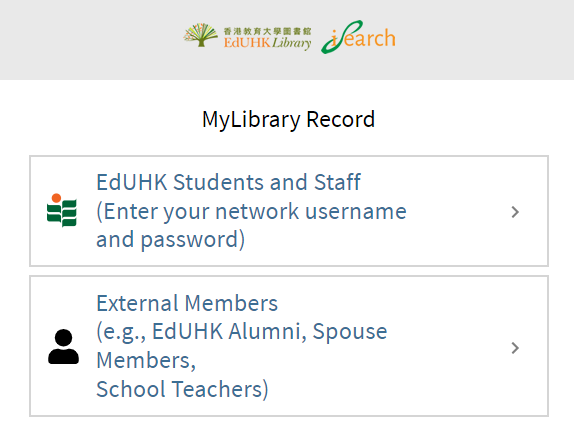 香港教育大學圖書館
EdUHK Library
iSearch
MyLibrary Record
EdUHK Students and Staff
(Enter your network username
and password)
External Members
(e.g., EdUHK Alumni, Spouse
Members,
School Teachers)